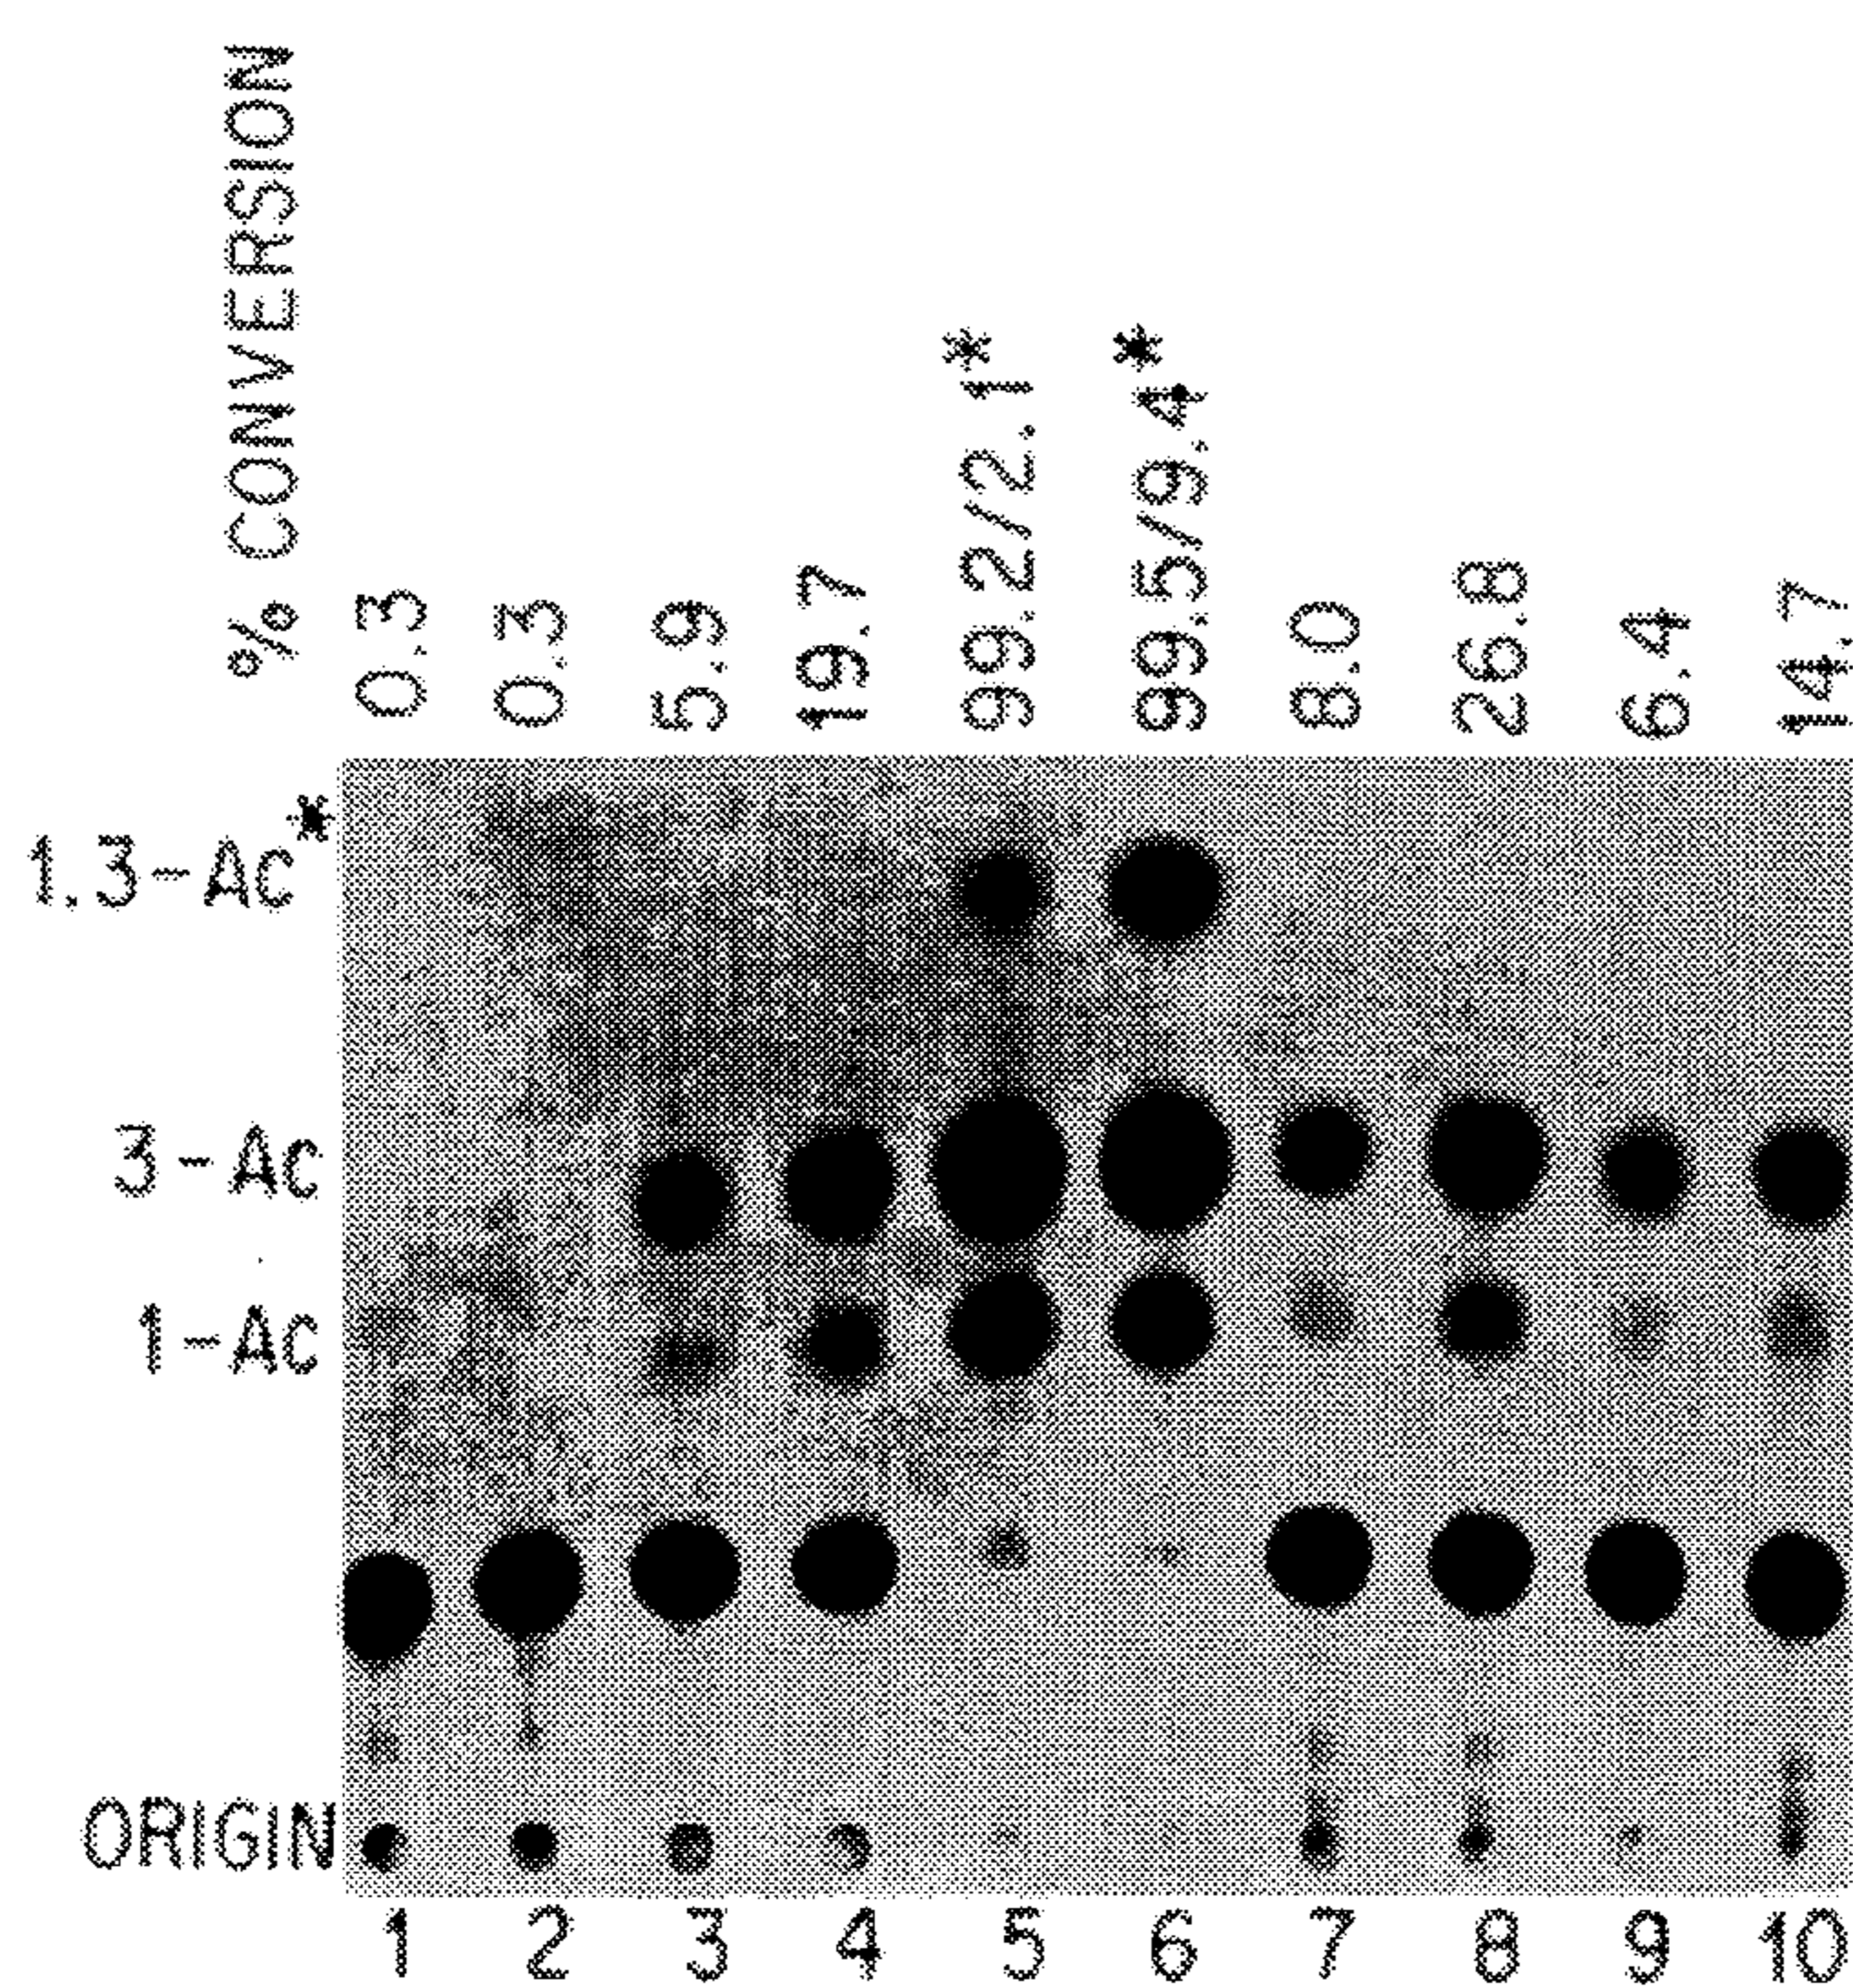 % CONVERSION
0.3 0.3 5.9 19.7 99.2/2.1* 99.5/9.4* 8.0 26.8 6.4 14.7
1.3-AC*
3-AC
1-AC
ORIGIN
1 2 3 4 5 6 7 8 9 10